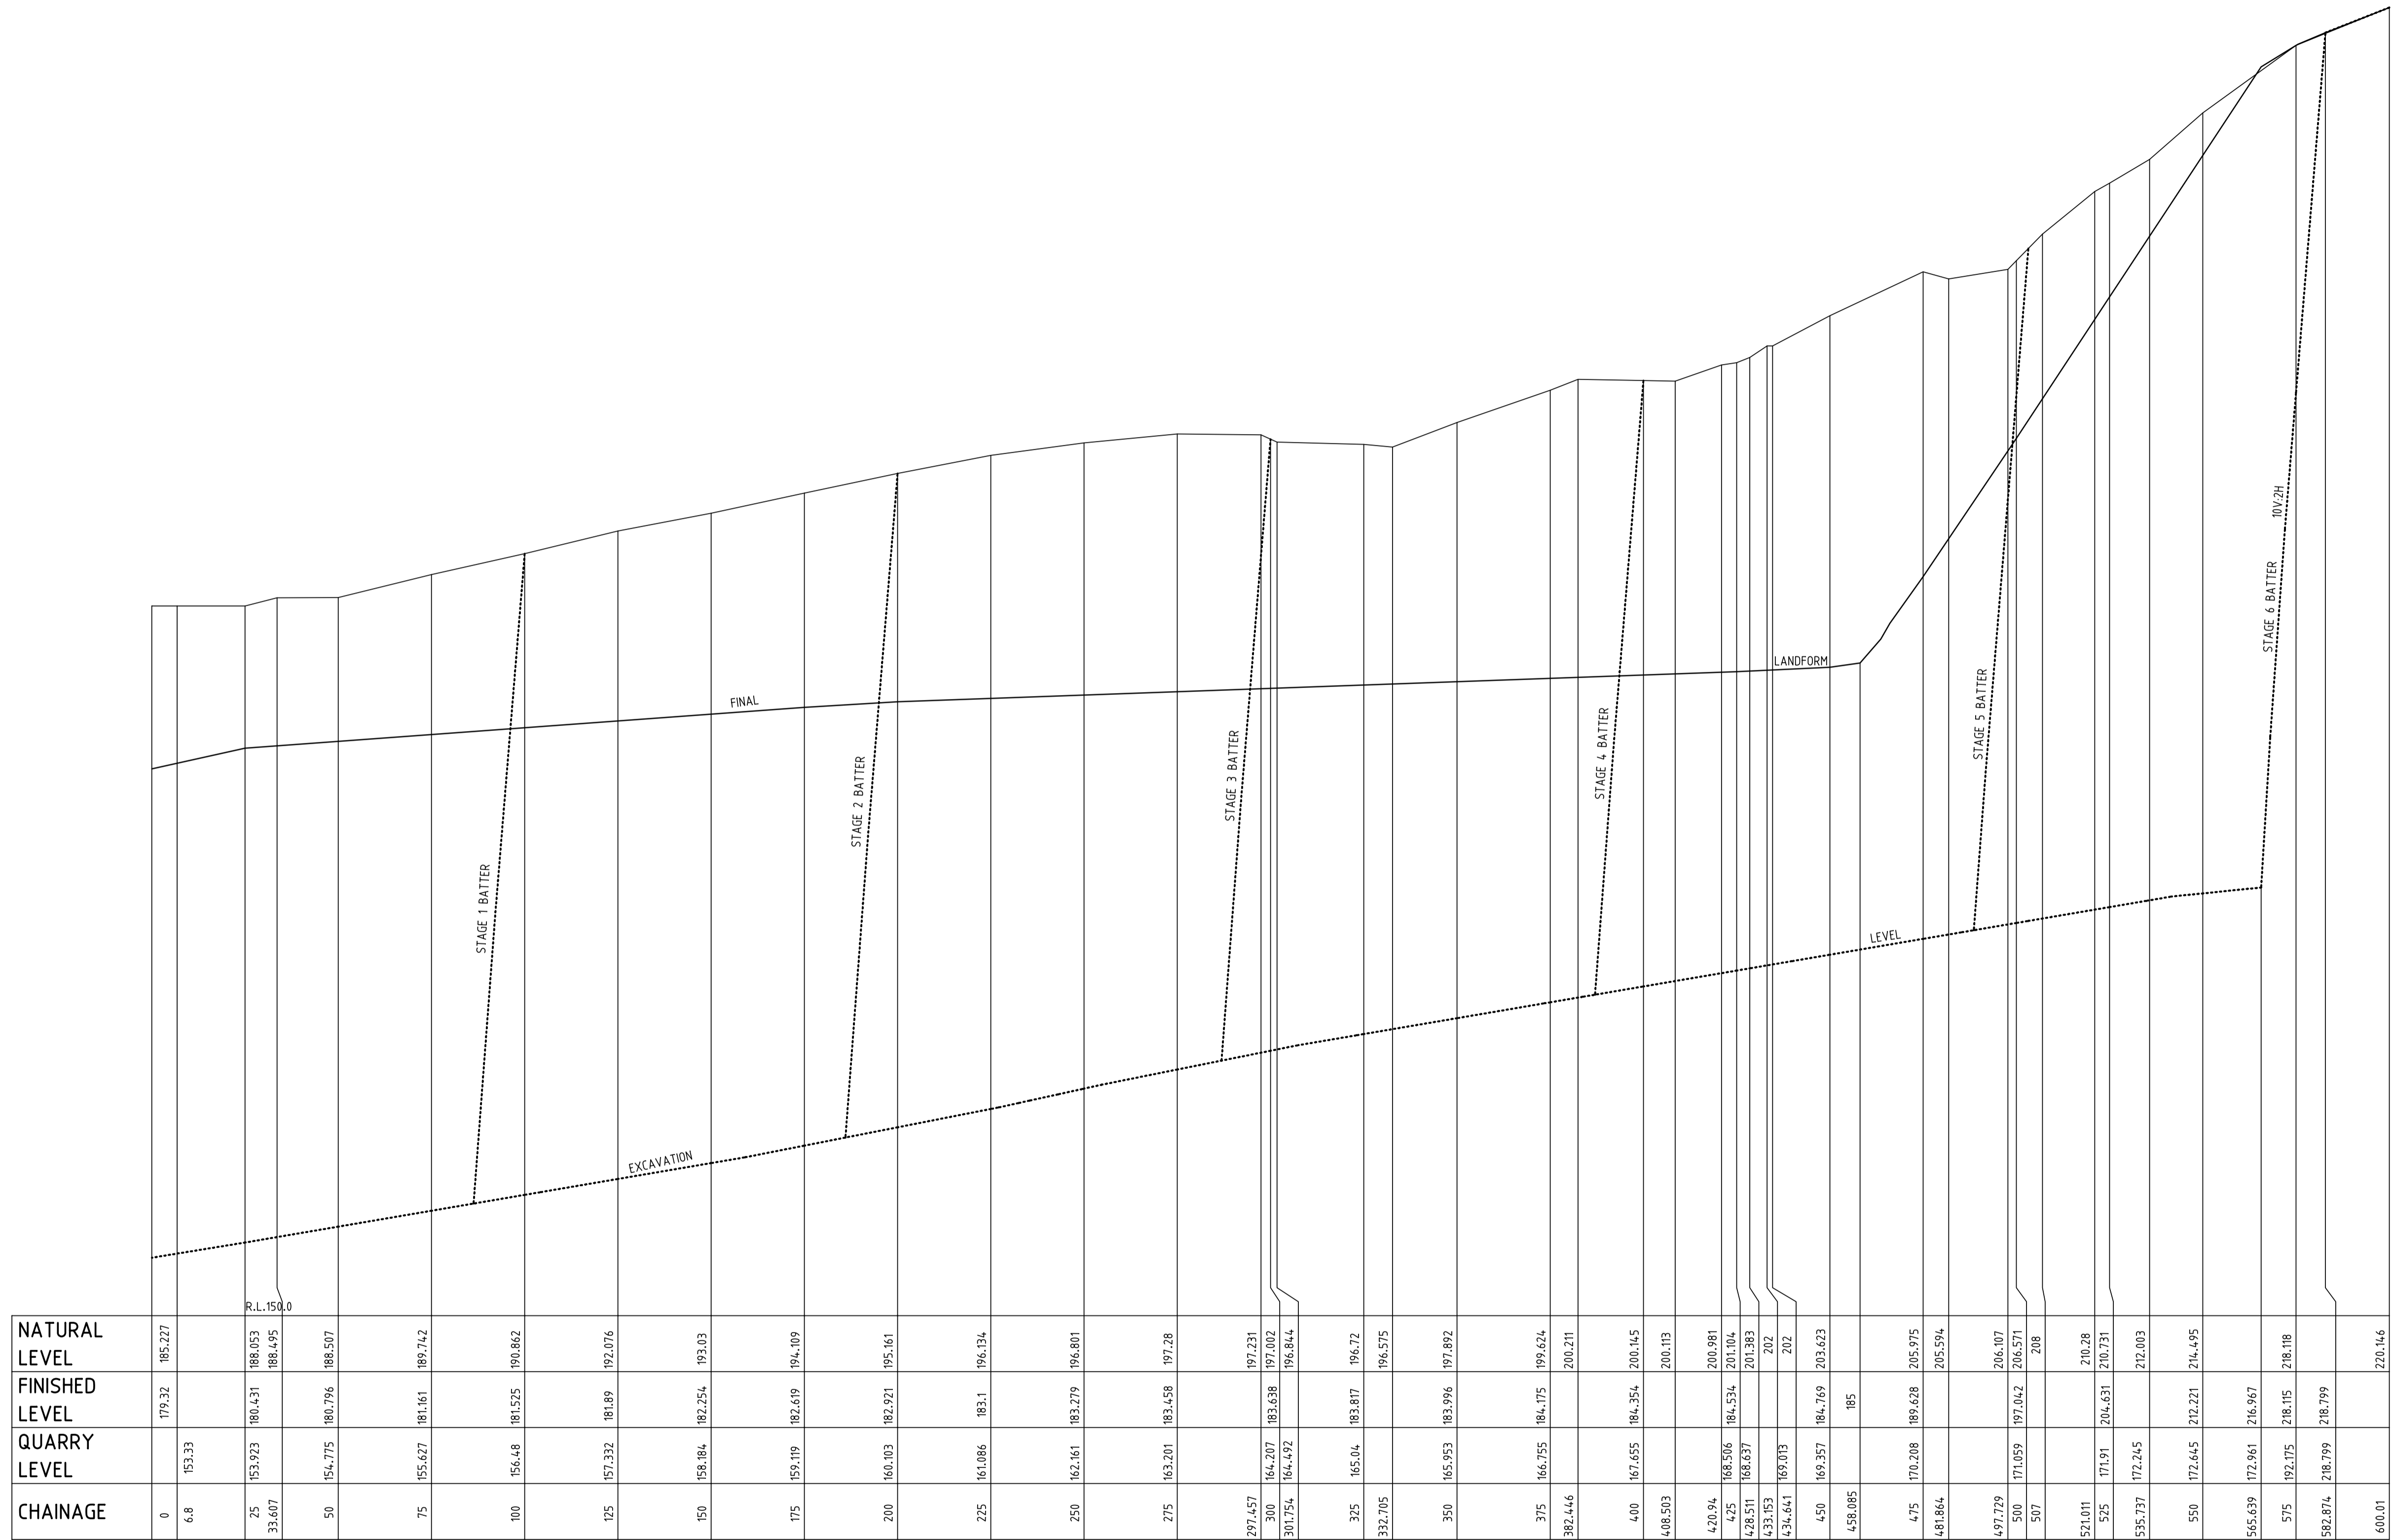 10V:2H
STAGE 6 BATTER
LANDFORM
STAGE 5 BATTER
FINAL
STAGE 4 BATTER
STAGE 3 BATTER
STAGE 2 BATTER
STAGE 1 BATTER
LEVEL
EXCAVATION
R.L.150.0
NATURAL LEVEL 185.227 188.053 188.495 188.507 189.742 190.862 192.076 193.03 194.109 195.161 196.134 196.801 197.28 197.231 197.002 196.844 196.72 196.575 197.892 199.624 200.211 200.145 200.113 200.981 201.104 201.383 202 202 203.623 205.975 205.594 206.107 206.571 208 210.28 210.731 212.003 214.495 218.118 220.146
FINISHED LEVEL 179.32 180.431 180.796 181.161 181.525 181.89 182.254 182.619 182.921 183.1 183.279 183.458 183.638 183.817 183.996 184.175 184.354 184.534 184.769 185 189.628 197.042 204.631 212.221 216.967 218.115 218.799
QUARRY LEVEL 153.33 153.923 154.775 155.627 156.48 157.332 158.184 159.119 160.103 161.086 162.161 163.201 164.207 164.492 165.04 165.953 166.755 167.655 168.506 168.637 169.013 169.357 170.208 171.059 171.91 172.245 172.645 172.961 192.175 218.799
CHAINAGE 0 6.8 25 33.607 50 75 100 125 150 175 200 225 250 275 297.457 300 301.754 325 332.705 350 375 382.446 400 408.503 420.94 425 428.511 433.153 434.641 450 458.085 475 481.864 497.729 500 507 521.011 525 535.737 550 565.639 575 582.874 600.01